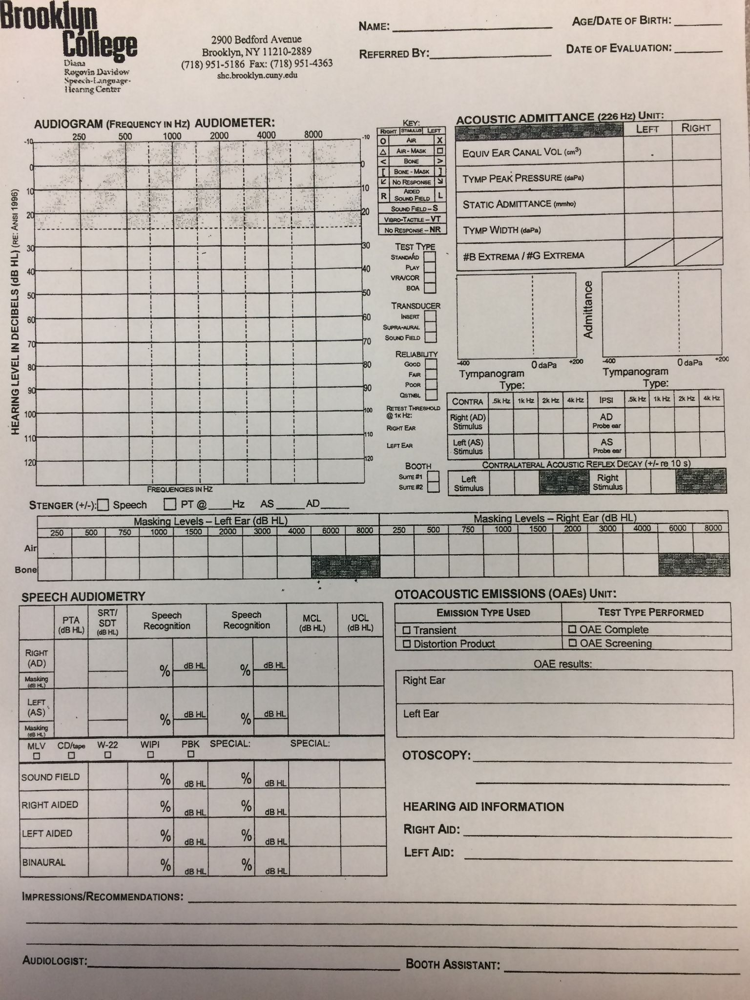 Brooklyn
College
Diana
Rogovin Davidow
Speech-Language-
Hearing Center
2900 Bedford Avenue
Brooklyn, NY 11210-2889
(718) 951-5186 Fax: (718) 951-4363
shc.brooklyn.cuny.edu
NAME:
AGE/DATE OF BIRTH:
REFERRED BY:
DATE OF EVALUATION:
AUDIOGRAM (FREQUENCY IN HZ) AUDIOMETER:
250 500 1000 2000 4000 8000
HEARING LEVEL IN DECIBELS (dB HL) (RE: ANSI 1996)
-10 -10
0 0
10 10
20 20
30 30
40 40
50 50
60 60
70 70
80 80
90 90
100 100
110 110
120 120
FREQUENCIES IN HZ
KEY:
RIGHT STIMULUS LEFT
O AIR X
△ AIR - MASK □
< BONE >
[ BONE - MASK ]
↙ NO RESPONSE ↘
R AIDED SOUND FIELD L
SOUND FIELD – S
VIBRO-TACTILE – VT
NO RESPONSE – NR
TEST TYPE
STANDARD
PLAY
VRA/COR
BOA
TRANSDUCER
INSERT
SUPRA-AURAL
SOUND FIELD
RELIABILITY
GOOD
FAIR
POOR
QSTNBL
RETEST THRESHOLD
@ 1K HZ:
RIGHT EAR
LEFT EAR
BOOTH
SUITE #1
SUITE #2
ACOUSTIC ADMITTANCE (226 HZ) UNIT:
LEFT RIGHT
EQUIV EAR CANAL VOL (cm³)
TYMP PEAK PRESSURE (daPa)
STATIC ADMITTANCE (mmho)
TYMP WIDTH (daPa)
#B EXTREMA / #G EXTREMA
Admittance
-400 0 daPa +200 -400 0 daPa +200
Tympanogram Tympanogram
Type: Type:
CONTRA .5k Hz 1k Hz 2k Hz 4k Hz IPSI .5k Hz 1k Hz 2k Hz 4k Hz
Right (AD) AD
Stimulus Probe ear
Left (AS) AS
Stimulus Probe ear
CONTRALATERAL ACOUSTIC REFLEX DECAY (+/- re 10 s)
Left Right
Stimulus Stimulus
STENGER (+/-): □ Speech □ PT @____Hz AS _____ AD _____
Masking Levels – Left Ear (dB HL) Masking Levels – Right Ear (dB HL)
250 500 750 1000 1500 2000 3000 4000 6000 8000 250 500 750 1000 1500 2000 3000 4000 6000 8000
Air
Bone
SPEECH AUDIOMETRY
PTA (dB HL) SRT/ SDT (dB HL) Speech Recognition Speech Recognition MCL (dB HL) UCL (dB HL)
RIGHT (AD) % dB HL % dB HL
Masking (dB HL)
LEFT (AS) % dB HL % dB HL
Masking (dB HL)
MLV CD/tape W-22 WIPI PBK SPECIAL: SPECIAL:
□ □ □ □ □
SOUND FIELD % dB HL % dB HL
RIGHT AIDED % dB HL % dB HL
LEFT AIDED % dB HL % dB HL
BINAURAL % dB HL % dB HL
OTOACOUSTIC EMISSIONS (OAES) UNIT:
EMISSION TYPE USED TEST TYPE PERFORMED
□ Transient □ OAE Complete
□ Distortion Product □ OAE Screening
OAE results:
Right Ear
Left Ear
OTOSCOPY:
HEARING AID INFORMATION
RIGHT AID:
LEFT AID:
IMPRESSIONS/RECOMMENDATIONS:
AUDIOLOGIST:
BOOTH ASSISTANT: